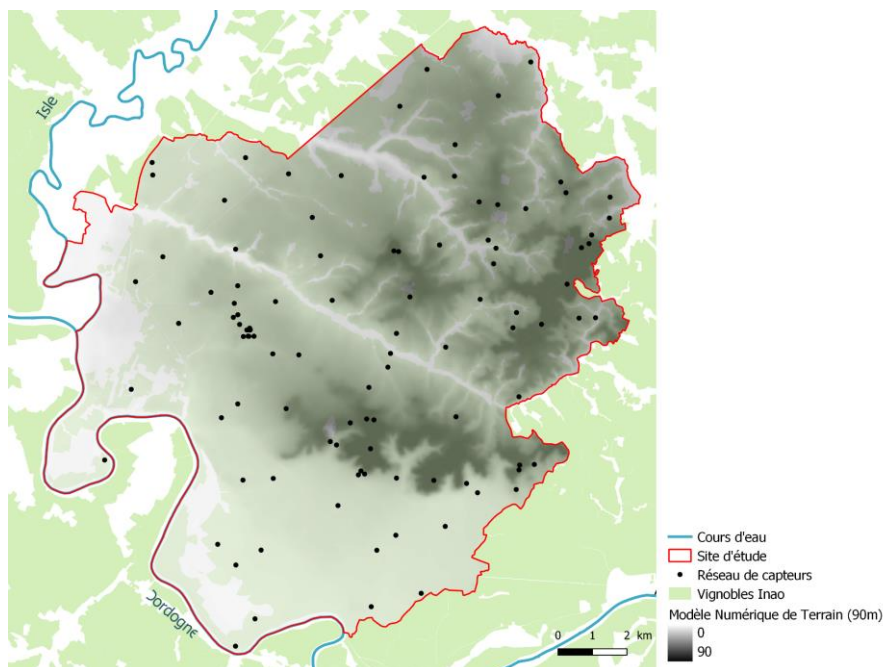 Isle
Dordogne
0 1 2 km
Cours d'eau
Site d'étude
Réseau de capteurs
Vignobles Inao
Modèle Numérique de Terrain (90m)
0
90